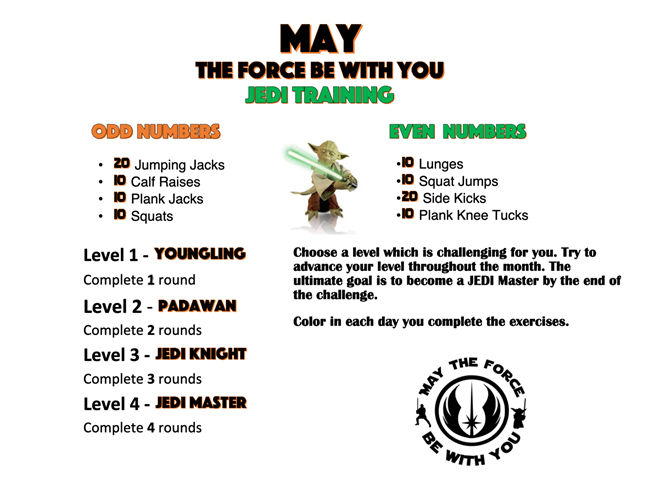 MAY
THE FORCE BE WITH YOU
JEDI TRAINING
ODD NUMBERS
• 20 Jumping Jacks
• 10 Calf Raises
• 10 Plank Jacks
• 10 Squats
EVEN NUMBERS
•10 Lunges
•10 Squat Jumps
•20 Side Kicks
•10 Plank Knee Tucks
Level 1 - YOUNGLING
Complete 1 round
Level 2 - PADAWAN
Complete 2 rounds
Level 3 - JEDI KNIGHT
Complete 3 rounds
Level 4 - JEDI MASTER
Complete 4 rounds
Choose a level which is challenging for you. Try to
advance your level throughout the month. The
ultimate goal is to become a JEDI Master by the end of
the challenge.
Color in each day you complete the exercises.
MAY THE FORCE
BE WITH YOU